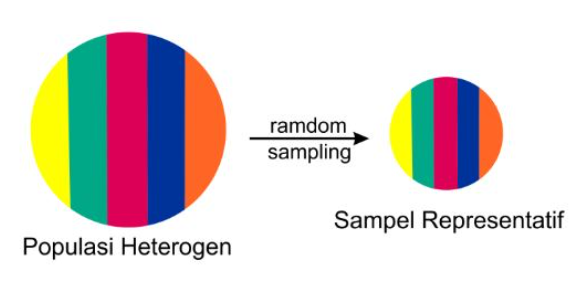 ramdom
sampling
Populasi Heterogen
Sampel Representatif